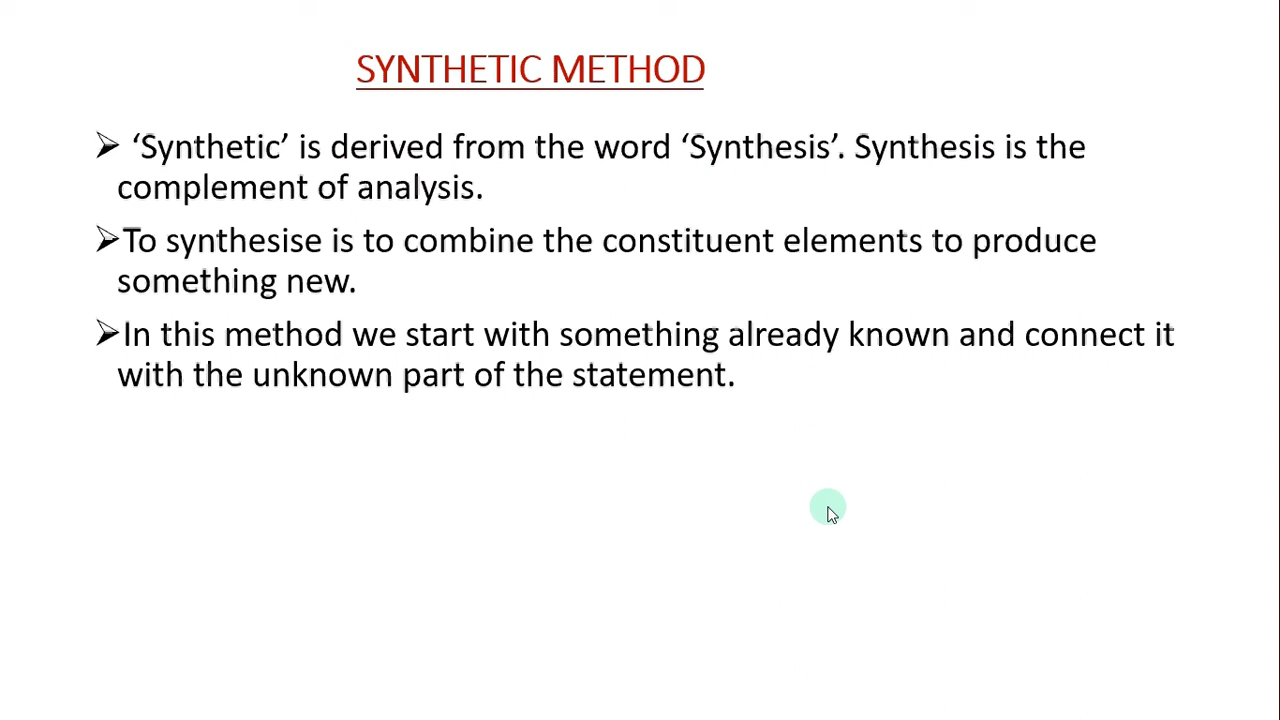 SYNTHETIC METHOD
➢ ‘Synthetic’ is derived from the word ‘Synthesis’. Synthesis is the
complement of analysis.
➢To synthesise is to combine the constituent elements to produce
something new.
➢In this method we start with something already known and connect it
with the unknown part of the statement.